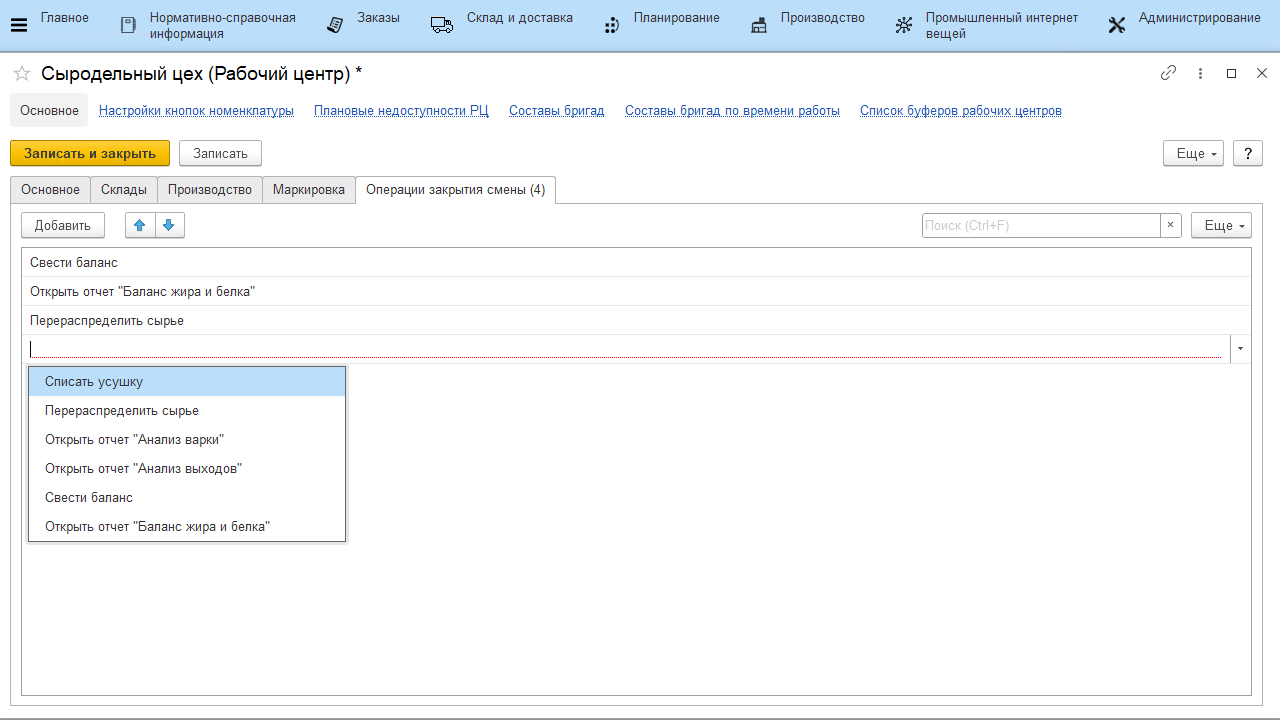 Главное
Нормативно-справочная
информация
Заказы
Склад и доставка
Планирование
Производство
Промышленный интернет
вещей
Администрирование
Сыродельный цех (Рабочий центр) *
Основное
Настройки кнопок номенклатуры
Плановые недоступности РЦ
Составы бригад
Составы бригад по времени работы
Список буферов рабочих центров
Записать и закрыть
Записать
Еще
?
Основное
Склады
Производство
Маркировка
Операции закрытия смены (4)
Добавить
Поиск (Ctrl+F)
×
Еще
Свести баланс
Открыть отчет "Баланс жира и белка"
Перераспределить сырье
Списать усушку
Перераспределить сырье
Открыть отчет "Анализ варки"
Открыть отчет "Анализ выходов"
Свести баланс
Открыть отчет "Баланс жира и белка"